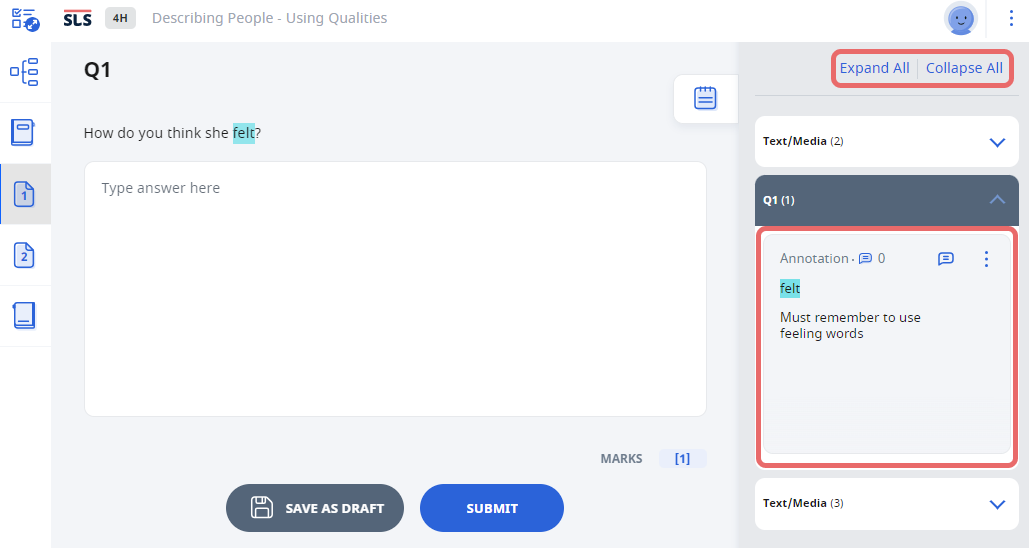 SLS 4H Describing People - Using Qualities
Q1
How do you think she felt?
Type answer here
MARKS [1]
SAVE AS DRAFT
SUBMIT
1
2
Expand All Collapse All
Text/Media (2)
Q1 (1)
Annotation · 0
felt
Must remember to use
feeling words
Text/Media (3)